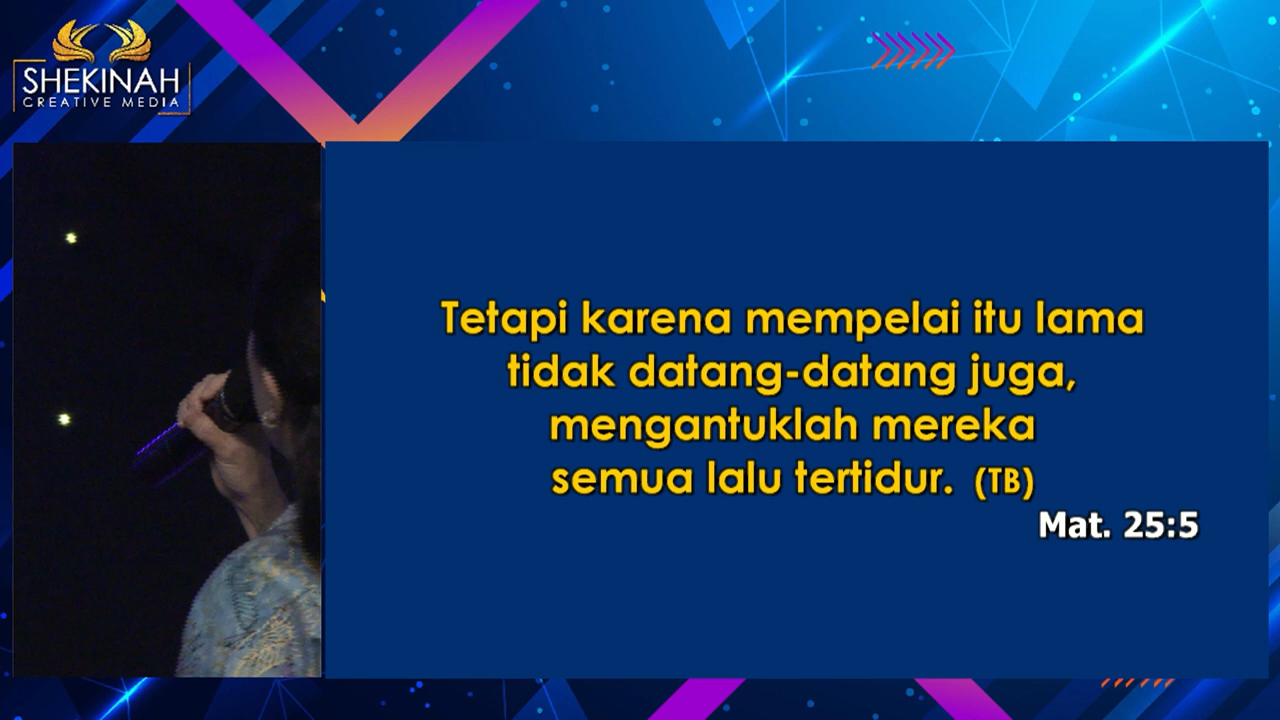 SHEKINAH
CREATIVE MEDIA
Tetapi karena mempelai itu lama
tidak datang-datang juga,
mengantuklah mereka
semua lalu tertidur. (TB)
Mat. 25:5